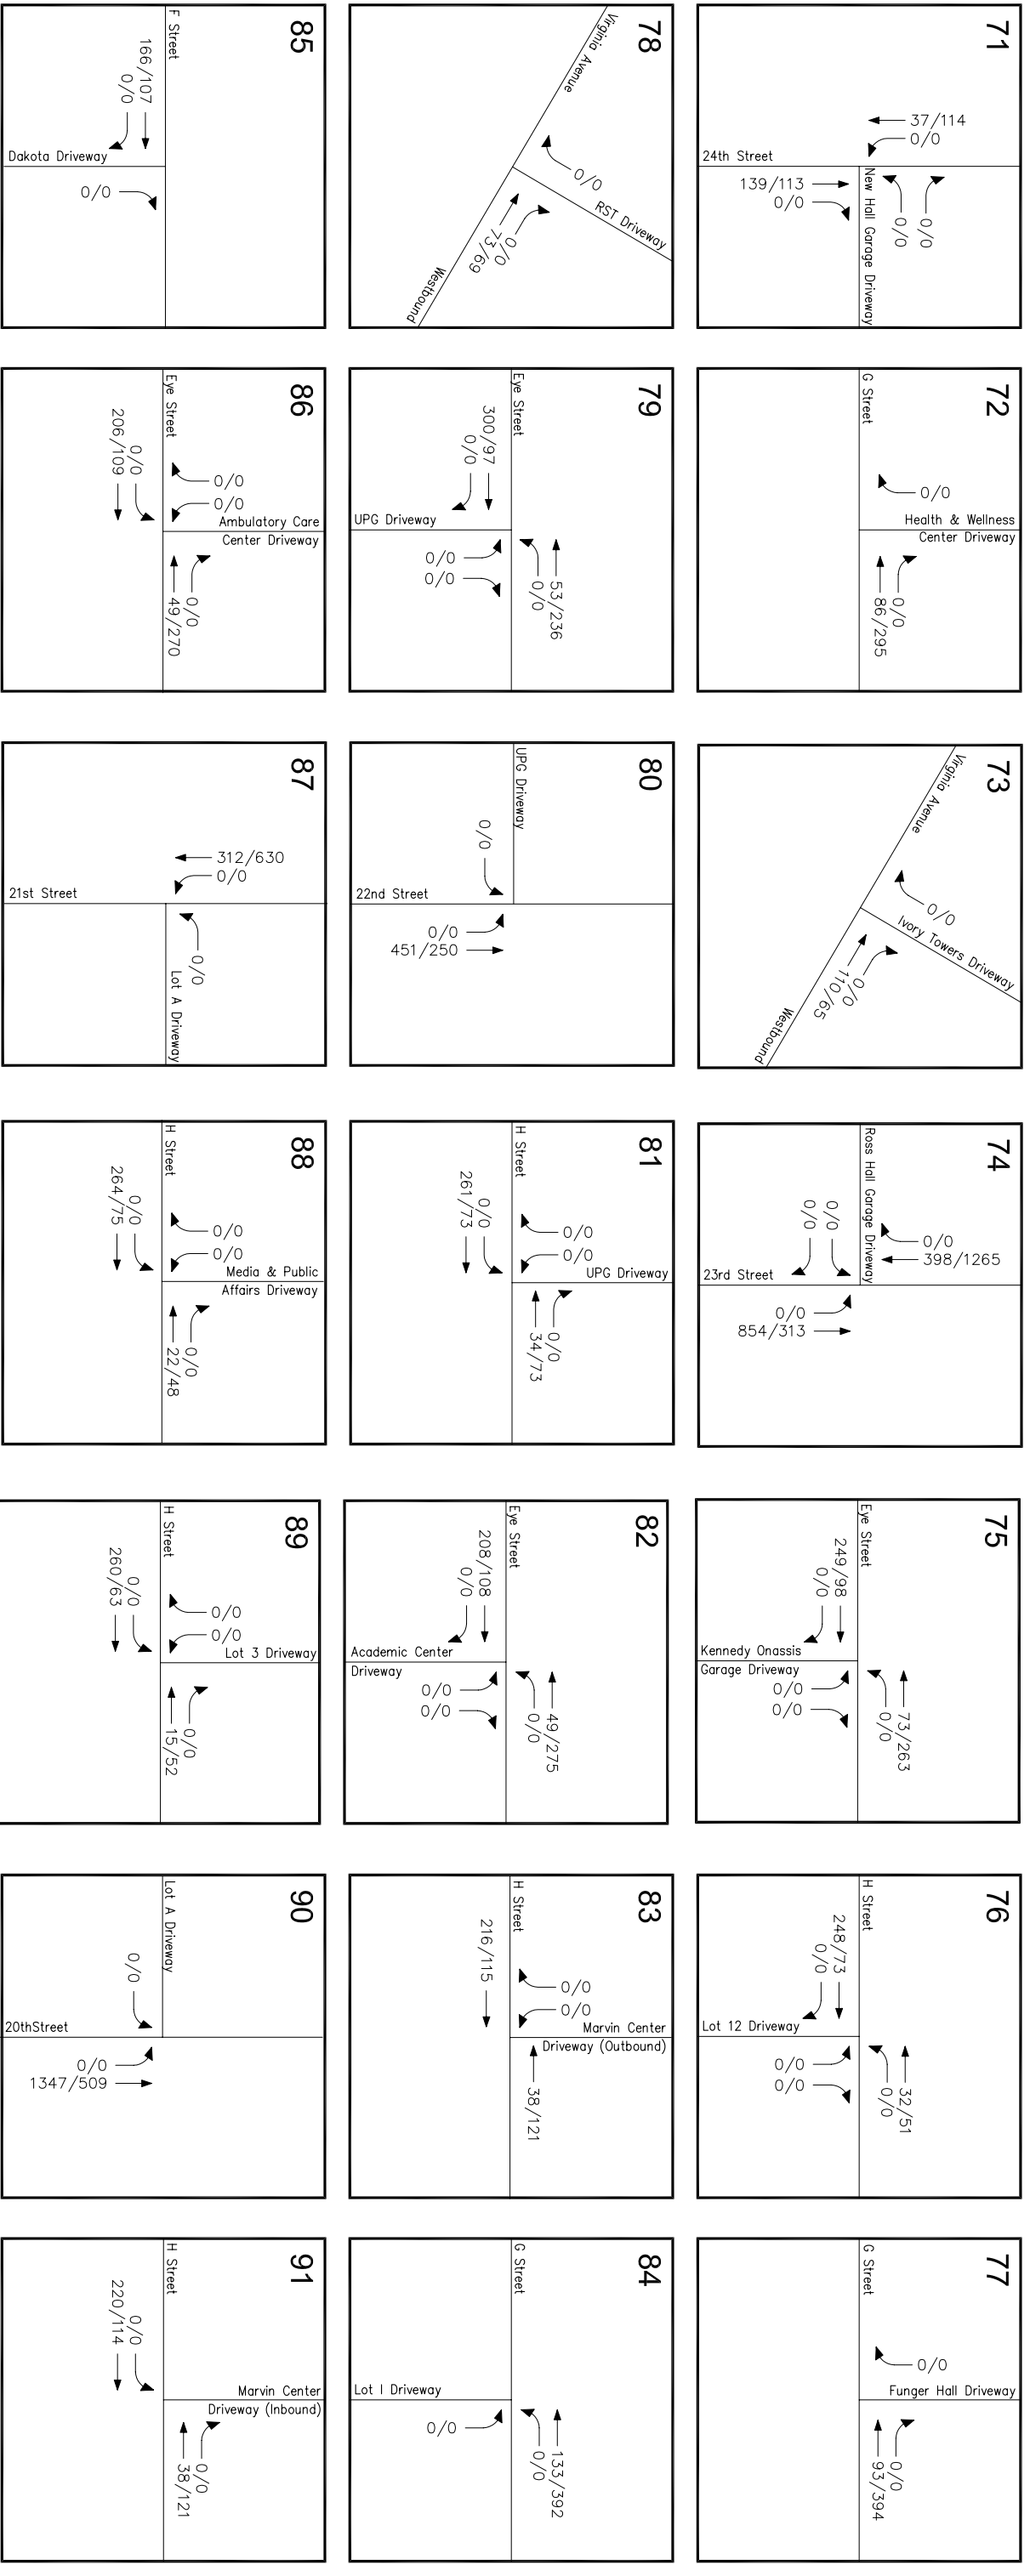 71
37/114
0/0
24th Street
139/113
0/0
New Hall Garage Driveway
0/0
0/0
72
G Street
0/0
Health & Wellness
Center Driveway
0/0
86/295
73
Virginia Avenue
0/0
Ivory Towers Driveway
0/0
110/65
Westbound
74
Ross Hall Garage Driveway
0/0
398/1265
0/0
0/0
23rd Street
0/0
854/313
75
Eye Street
249/98
0/0
Kennedy Onassis
Garage Driveway
0/0
0/0
73/263
0/0
76
H Street
248/73
0/0
Lot 12 Driveway
0/0
0/0
32/51
0/0
77
G Street
0/0
Funger Hall Driveway
0/0
93/394
78
Virginia Avenue
0/0
RST Driveway
0/0
73/69
Westbound
79
Eye Street
300/97
0/0
UPG Driveway
0/0
0/0
53/236
0/0
80
UPG Driveway
0/0
22nd Street
0/0
451/250
81
H Street
0/0
261/73
0/0
0/0
UPG Driveway
0/0
34/73
82
Eye Street
208/108
0/0
Academic Center
Driveway
0/0
0/0
49/275
0/0
83
H Street
216/115
0/0
0/0
Marvin Center
Driveway (Outbound)
38/121
84
G Street
Lot I Driveway
0/0
133/392
0/0
85
F Street
166/107
0/0
Dakota Driveway
0/0
86
Eye Street
0/0
206/109
0/0
0/0
Ambulatory Care
Center Driveway
0/0
49/270
87
312/630
0/0
21st Street
0/0
Lot A Driveway
88
H Street
0/0
264/75
0/0
0/0
Media & Public
Affairs Driveway
0/0
22/48
89
H Street
0/0
260/63
0/0
0/0
Lot 3 Driveway
0/0
15/52
90
Lot A Driveway
0/0
20thStreet
0/0
1347/509
91
H Street
0/0
220/114
Marvin Center
Driveway (Inbound)
0/0
38/121